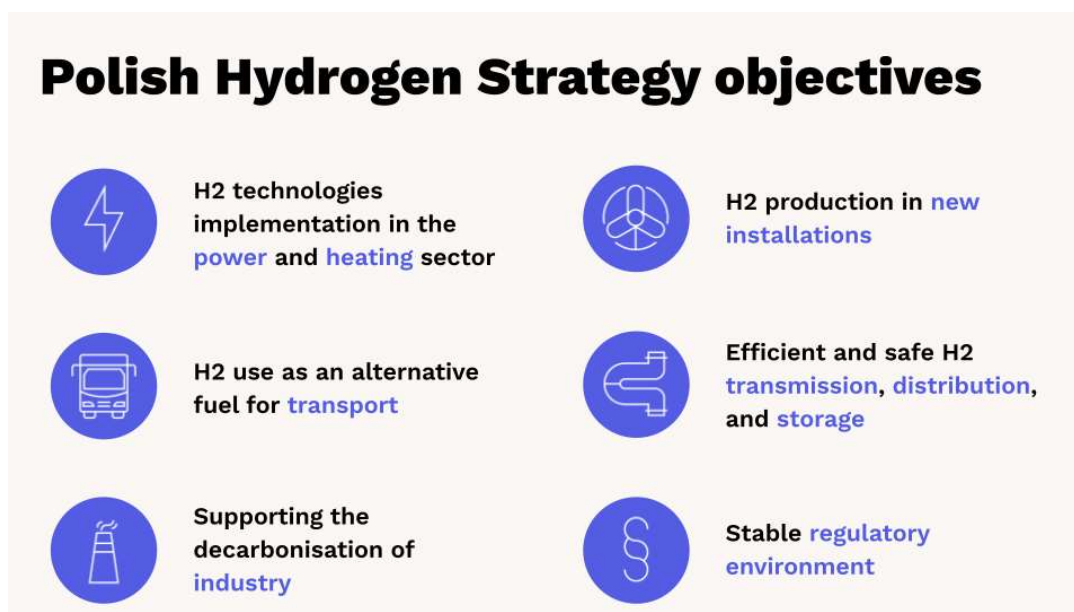 Polish Hydrogen Strategy objectives
H2 technologies
implementation in the
power and heating sector
H2 use as an alternative
fuel for transport
Supporting the
decarbonisation of
industry
H2 production in new
installations
Efficient and safe H2
transmission, distribution,
and storage
Stable regulatory
environment